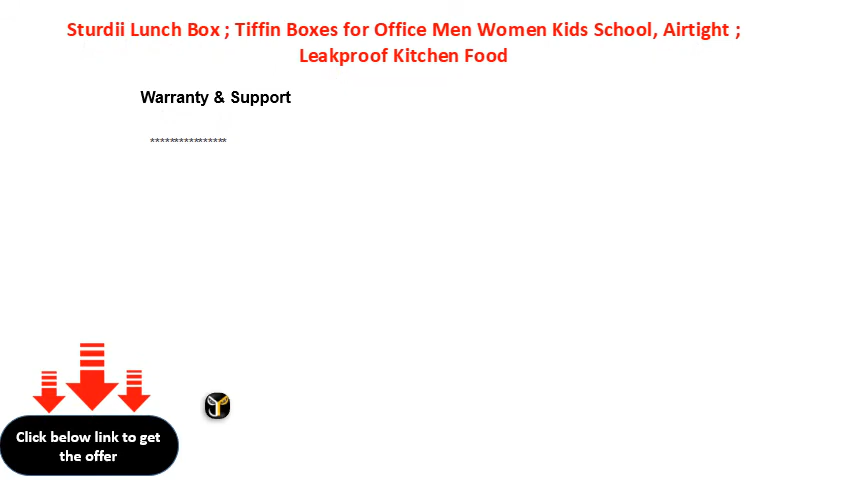 Sturdii Lunch Box ; Tiffin Boxes for Office Men Women Kids School, Airtight ;
Leakproof Kitchen Food
Warranty & Support
****************
Click below link to get
the offer